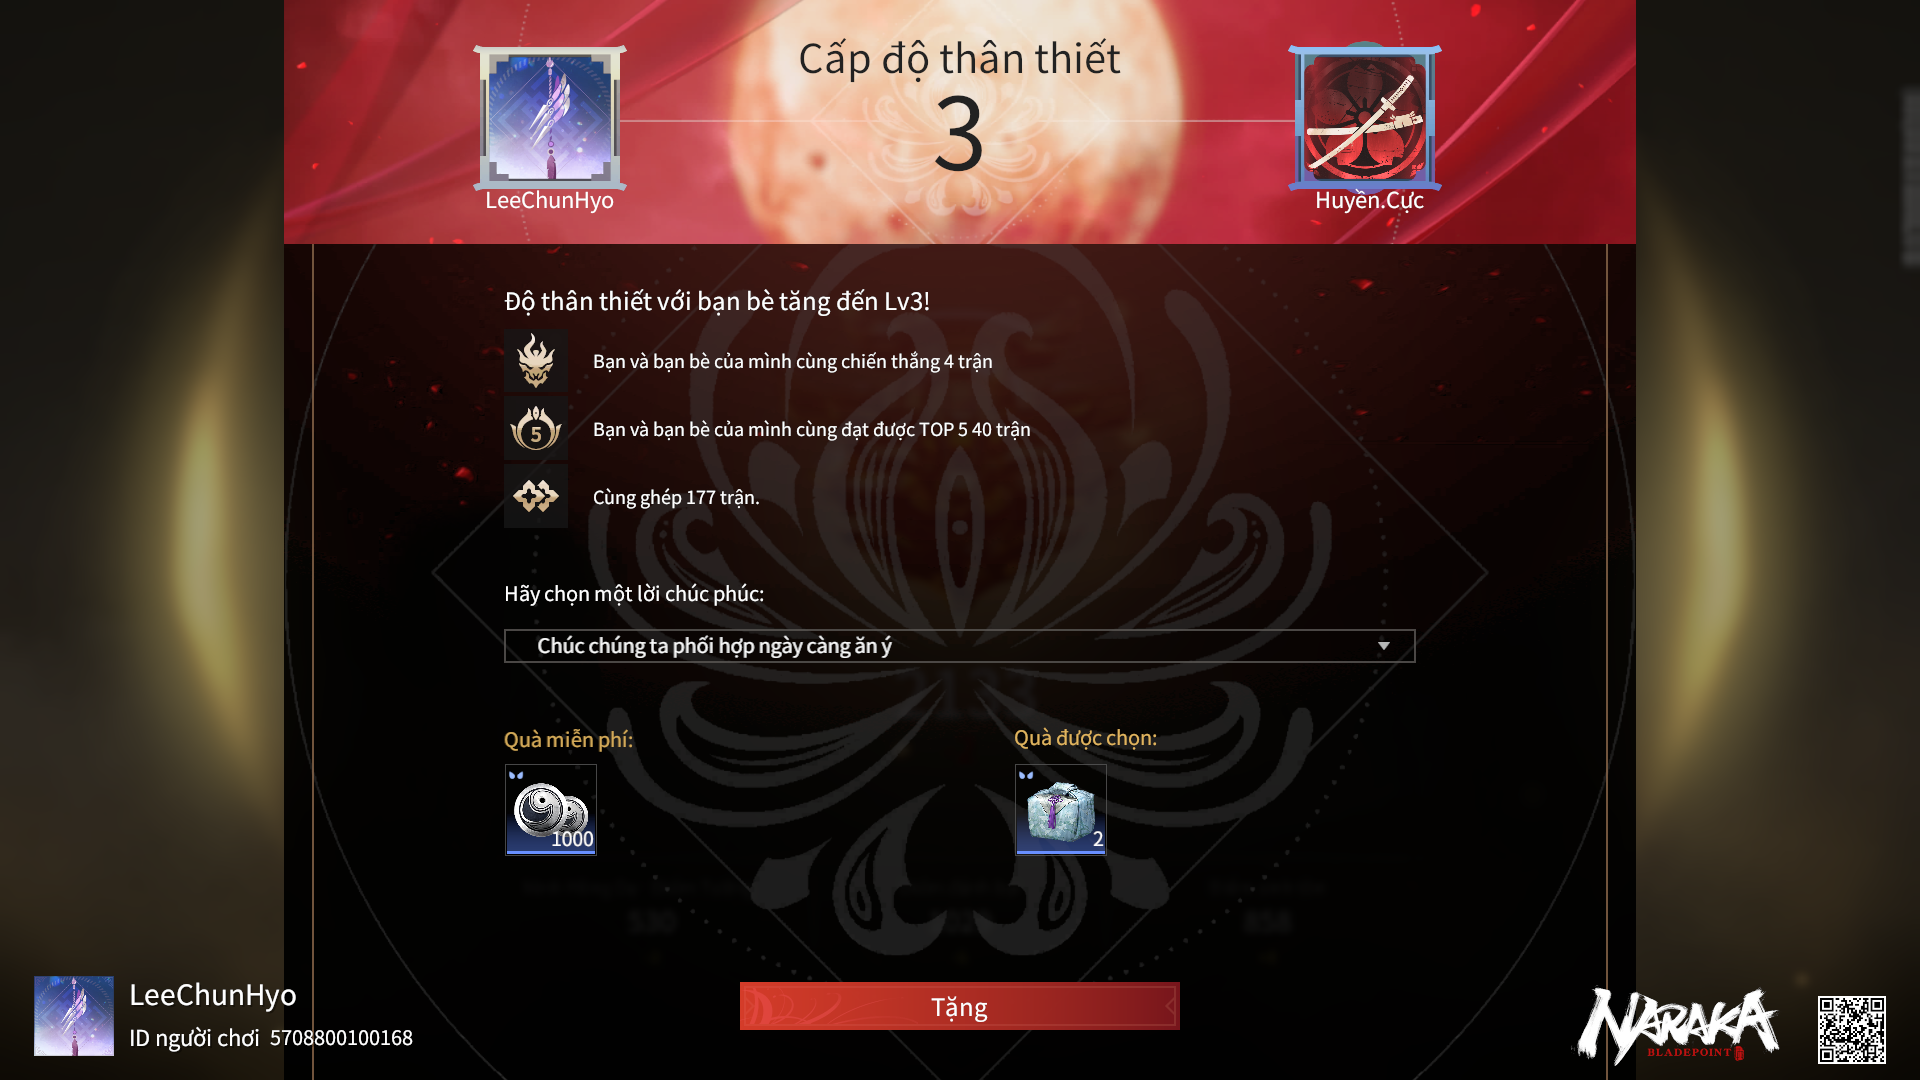 Cấp độ thân thiết
3
LeeChunHyo
Huyền.Cực
Độ thân thiết với bạn bè tăng đến Lv3!
Bạn và bạn bè của mình cùng chiến thắng 4 trận
5
Bạn và bạn bè của mình cùng đạt được TOP 5 40 trận
Cùng ghép 177 trận.
Hãy chọn một lời chúc phúc:
Chúc chúng ta phối hợp ngày càng ăn ý
Quà miễn phí:
Quà được chọn:
1000
2
Tặng
LeeChunHyo
ID người chơi 5708800100168
NARAKA
BLADEPOINT